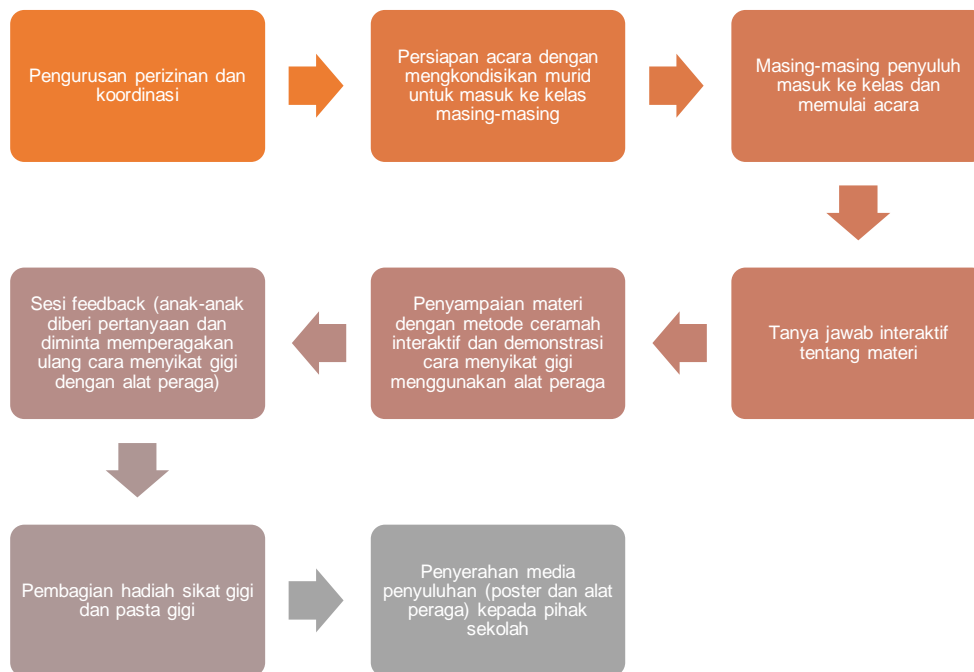 Pengurusan perizinan dan
koordinasi
Persiapan acara dengan
mengkondisikan murid
untuk masuk ke kelas
masing-masing
Masing-masing penyuluh
masuk ke kelas dan
memulai acara
Tanya jawab interaktif
tentang materi
Penyampaian materi
dengan metode ceramah
interaktif dan demonstrasi
cara menyikat gigi
menggunakan alat peraga
Sesi feedback (anak-anak
diberi pertanyaan dan
diminta memperagakan
ulang cara menyikat gigi
dengan alat peraga)
Pembagian hadiah sikat gigi
dan pasta gigi
Penyerahan media
penyuluhan (poster dan alat
peraga) kepada pihak
sekolah